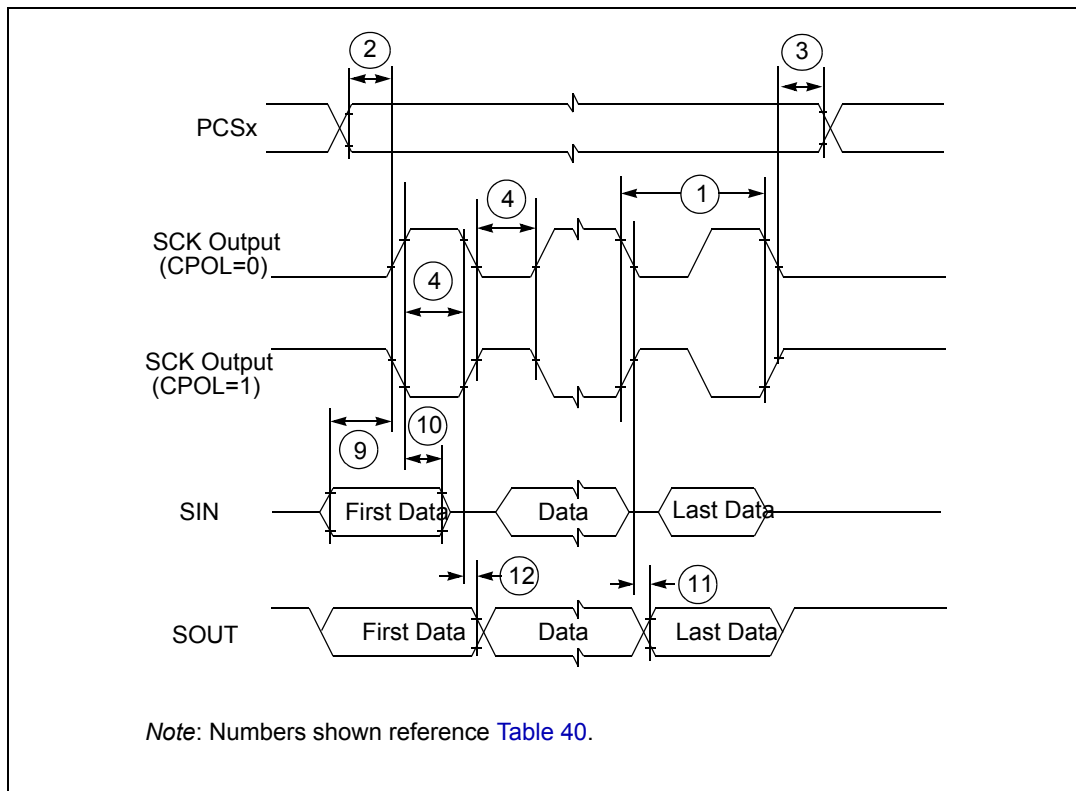 2
3
PCSx
4
1
SCK Output
(CPOL=0)
4
SCK Output
(CPOL=1)
9
10
SIN
First Data
Data
Last Data
12
11
SOUT
First Data
Data
Last Data
Note: Numbers shown reference Table 40.